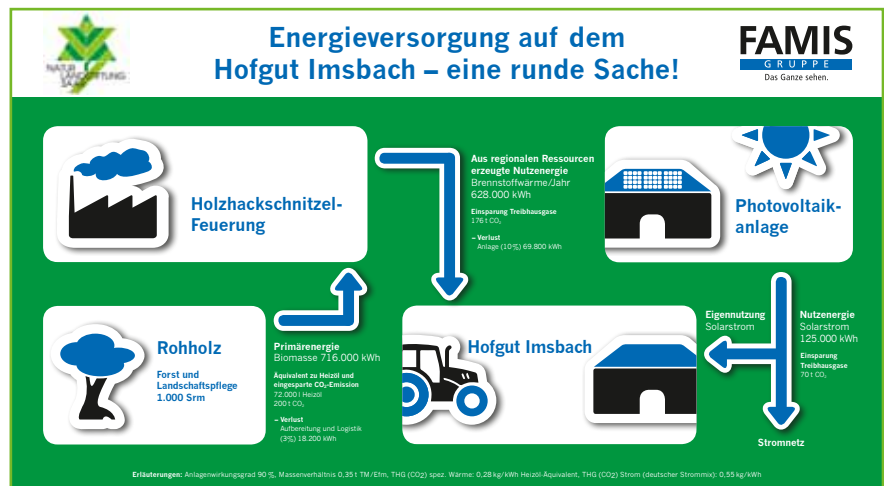 NATUR
LANDSTIFTUNG
SAAR
Energieversorgung auf dem
Hofgut Imsbach – eine runde Sache!
FAMIS
GRUPPE
Das Ganze sehen.
Holzhackschnitzel-
Feuerung
Aus regionalen Ressourcen
erzeugte Nutzenergie
Brennstoffwärme/Jahr
628.000 kWh
Einsparung Treibhausgase
176 t CO₂
– Verlust
Anlage (10 %) 69.800 kWh
Photovoltaik-
anlage
Rohholz
Forst und
Landschaftspflege
1.000 Srm
Primärenergie
Biomasse 716.000 kWh
Äquivalent zu Heizöl und
eingesparte CO₂-Emission
72.000 l Heizöl
200 t CO₂
– Verlust
Aufbereitung und Logistik
(3%) 18.200 kWh
Hofgut Imsbach
Eigennutzung
Solarstrom
Nutzenergie
Solarstrom
125.000 kWh
Einsparung
Treibhausgase
70 t CO₂
Stromnetz
Erläuterungen: Anlagenwirkungsgrad 90 %, Massenverhältnis 0,35 t TM/Efm, THG (CO2) spez. Wärme: 0,28 kg/kWh Heizöl-Äquivalent, THG (CO2) Strom (deutscher Strommix): 0,55 kg/kWh